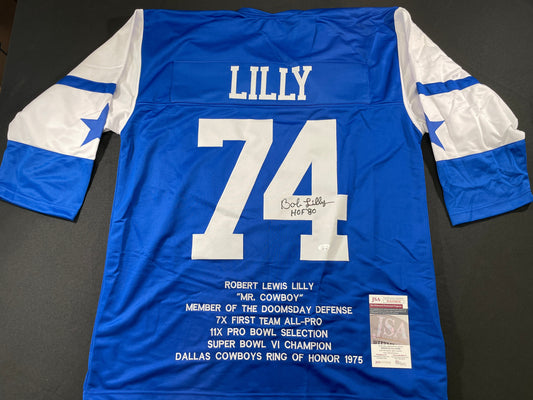 LILLY
74
Bob Lilly
HOF '80
JSA
ROBERT LEWIS LILLY
"MR. COWBOY"
MEMBER OF THE DOOMSDAY DEFENSE
7X FIRST TEAM ALL-PRO
11X PRO BOWL SELECTION
SUPER BOWL VI CHAMPION
DALLAS COWBOYS RING OF HONOR 1975